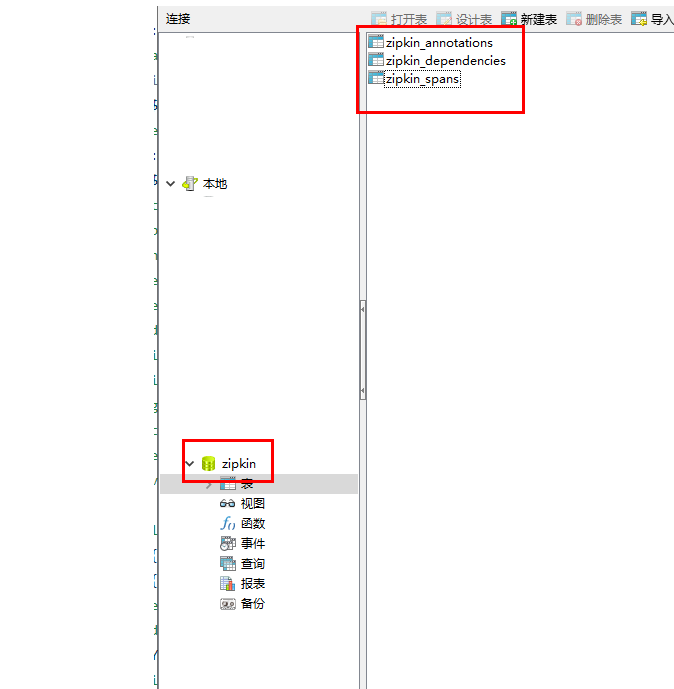 连接
打开表 设计表 新建表 删除表 导入
zipkin_annotations
zipkin_dependencies
zipkin_spans
本地
zipkin
表
视图
函数
事件
查询
报表
备份